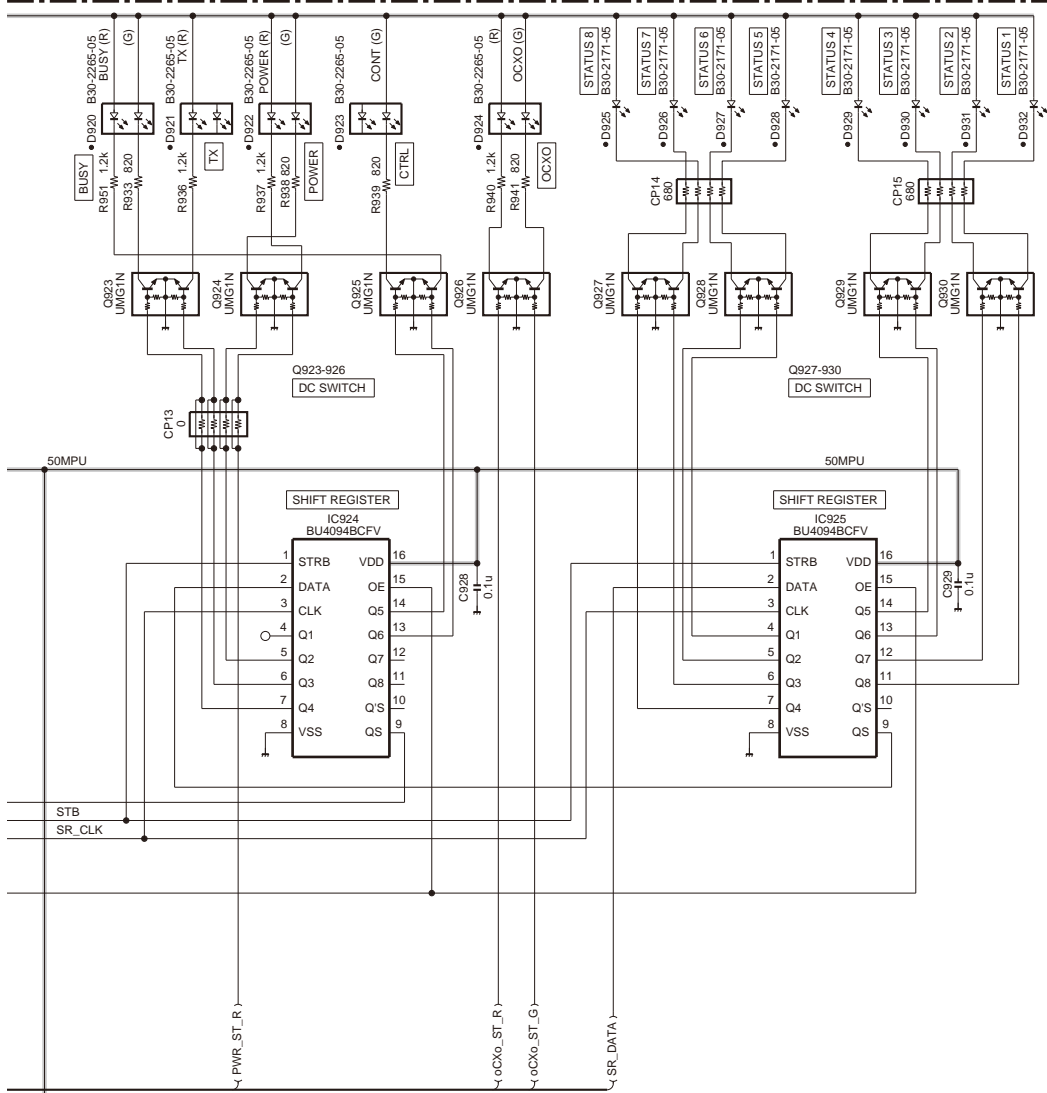 BUSY (R)
(G)
TX (R)
POWER (R)
(G)
CONT (G)
(R)
OCXO (G)
D920 B30-2265-05
D921 B30-2265-05
D922 B30-2265-05
D923 B30-2265-05
D924 B30-2265-05
STATUS 8
D925 B30-2171-05
STATUS 7
D926 B30-2171-05
STATUS 6
D927 B30-2171-05
STATUS 5
D928 B30-2171-05
STATUS 4
D929 B30-2171-05
STATUS 3
D930 B30-2171-05
STATUS 2
D931 B30-2171-05
STATUS 1
D932 B30-2171-05
BUSY
R951 1.2k
R933 820
R936 1.2k
TX
R937 1.2k
R938 820
POWER
R939 820
CTRL
R940 1.2k
R941 820
OCXO
CP14
680
CP15
680
Q923
UMG1N
Q924
UMG1N
Q925
UMG1N
Q926
UMG1N
Q927
UMG1N
Q928
UMG1N
Q929
UMG1N
Q930
UMG1N
Q923-926
DC SWITCH
Q927-930
DC SWITCH
CP13
0
50MPU
50MPU
SHIFT REGISTER
IC924
BU4094BCFV
1 STRB VDD 16
2 DATA OE 15
3 CLK Q5 14
4 Q1 Q6 13
5 Q2 Q7 12
6 Q3 Q8 11
7 Q4 Q'S 10
8 VSS QS 9
C928
0.1u
SHIFT REGISTER
IC925
BU4094BCFV
1 STRB VDD 16
2 DATA OE 15
3 CLK Q5 14
4 Q1 Q6 13
5 Q2 Q7 12
6 Q3 Q8 11
7 Q4 Q'S 10
8 VSS QS 9
C929
0.1u
STB
SR_CLK
PWR_ST_R
oCXo_ST_R
oCXo_ST_G
SR_DATA